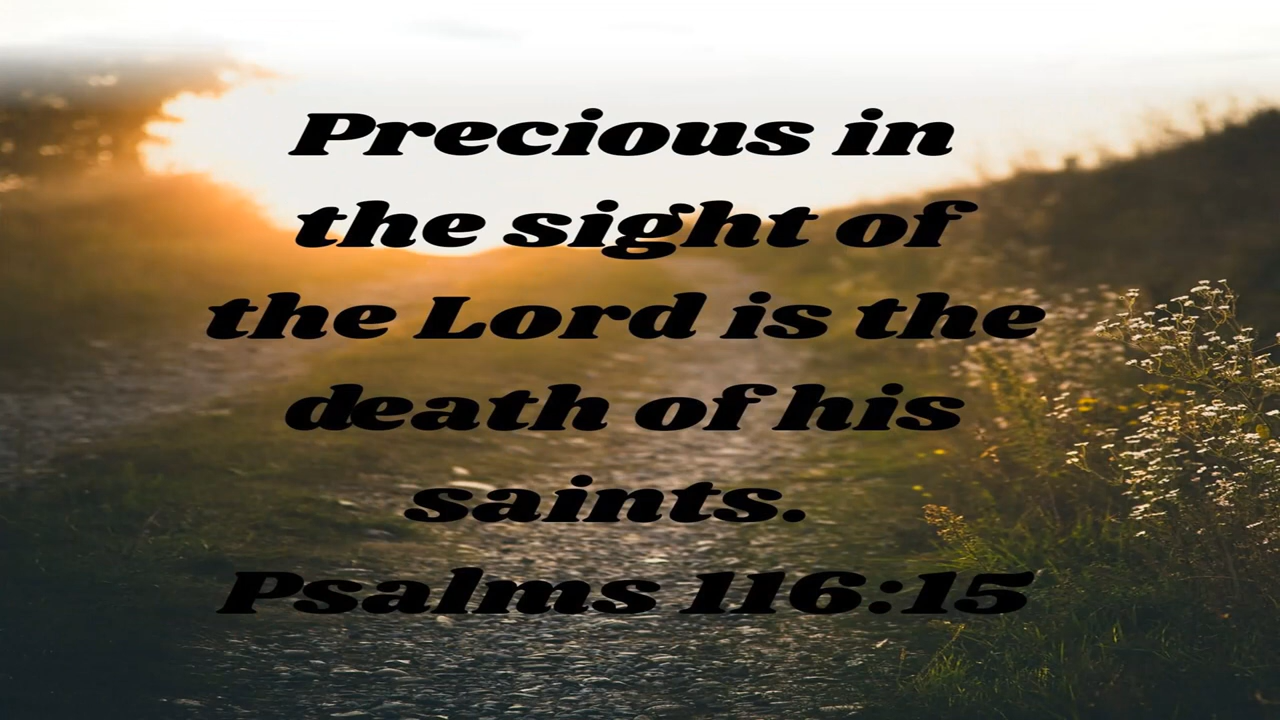 Precious in
the sight of
the Lord is the
death of his
saints.
Psalms 116:15